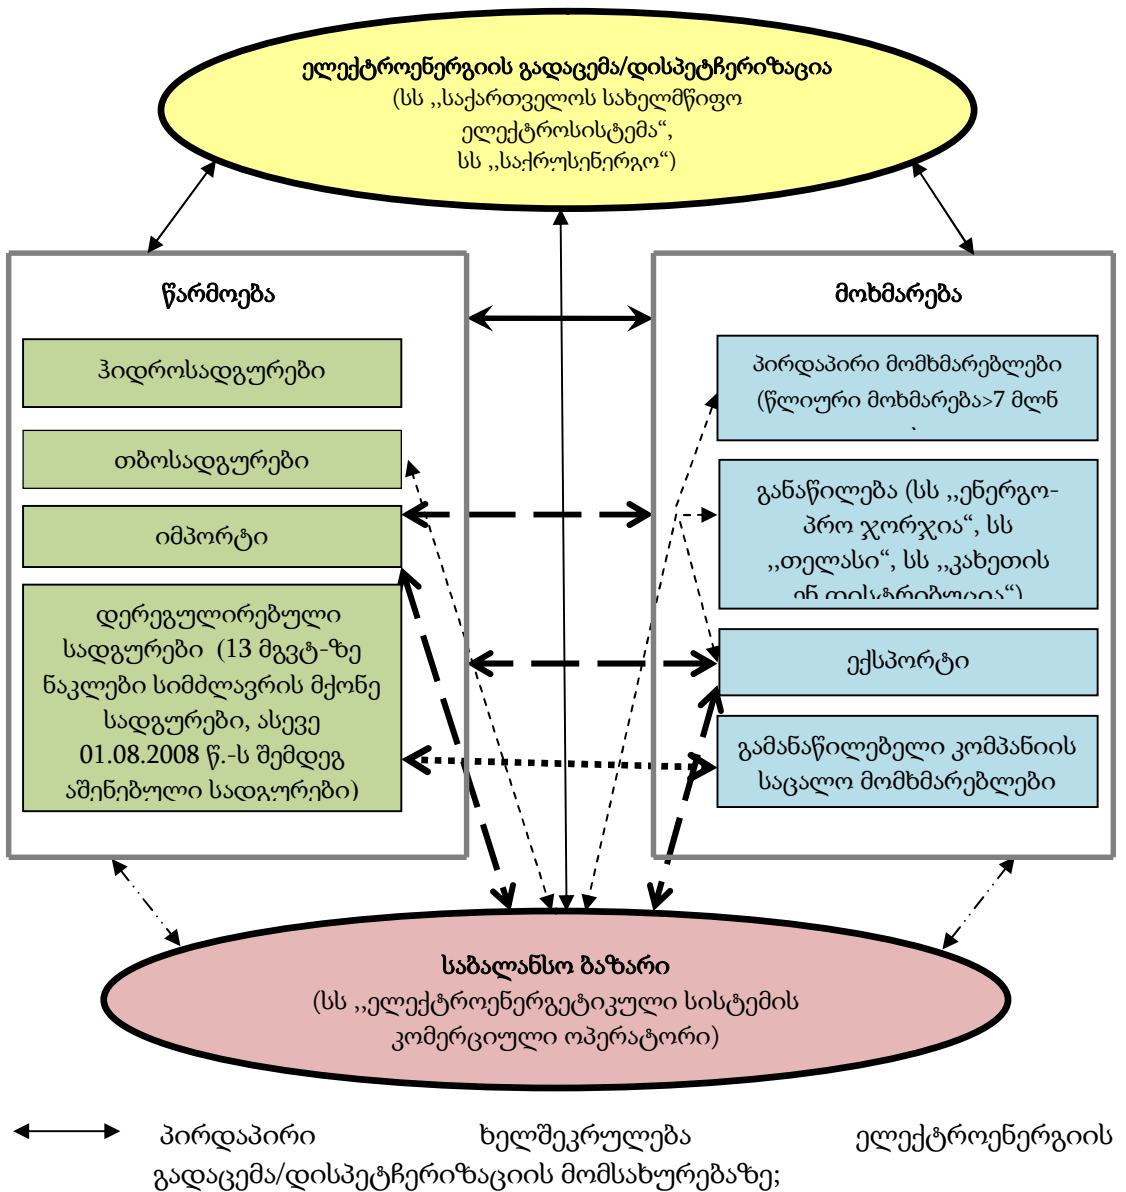 ელექტროენერგიის გადაცემა/დისპეტჩერიზაცია
(სს ,,საქართველოს სახელმწიფო
ელექტროსისტემა“,
სს ,,საქრუსენერგო“)
წარმოება
ჰიდროსადგურები
თბოსადგურები
იმპორტი
დერეგულირებული
სადგურები (13 მგვტ-ზე
ნაკლები სიმძლავრის მქონე
სადგურები, ასევე
01.08.2008 წ.-ს შემდეგ
აშენებული სადგურები)
მოხმარება
პირდაპირი მომხმარებლები
(წლიური მოხმარება>7 მლნ
განაწილება (სს ,,ენერგო-
პრო ჯორჯია“, სს
,,თელასი“, სს ,,კახეთის
ენ თისტრიბუცია“)
ექსპორტი
გამანაწილებელი კომპანიის
საცალო მომხმარებლები
საბალანსო ბაზარი
(სს ,,ელექტროენერგეტიკული სისტემის
კომერციული ოპერატორი)
პირდაპირი ხელშეკრულება ელექტროენერგიის
გადაცემა/დისპეტჩერიზაციის მომსახურებაზე;